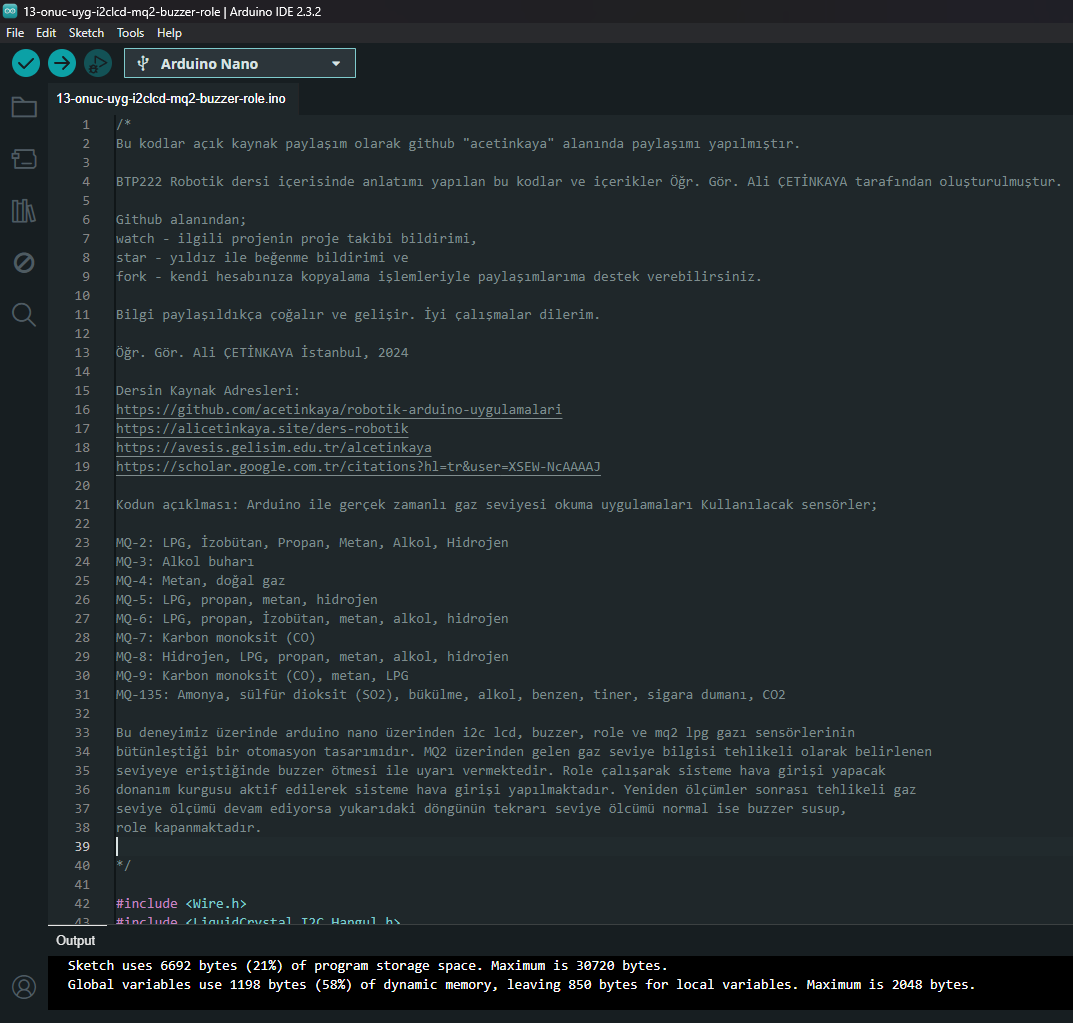 13-onuc-uyg-i2clcd-mq2-buzzer-role | Arduino IDE 2.3.2
File Edit Sketch Tools Help
Arduino Nano
13-onuc-uyg-i2clcd-mq2-buzzer-role.ino
1 /*
2 Bu kodlar açık kaynak paylaşım olarak github "acetinkaya" alanında paylaşımı yapılmıştır.
3
4 BTP222 Robotik dersi içerisinde anlatımı yapılan bu kodlar ve içerikler Öğr. Gör. Ali ÇETİNKAYA tarafından oluşturulmuştur.
5
6 Github alanından;
7 watch - ilgili projenin proje takibi bildirimi,
8 star - yıldız ile beğenme bildirimi ve
9 fork - kendi hesabınıza kopyalama işlemleriyle paylaşımlarıma destek verebilirsiniz.
10
11 Bilgi paylaşıldıkça çoğalır ve gelişir. İyi çalışmalar dilerim.
12
13 Öğr. Gör. Ali ÇETİNKAYA İstanbul, 2024
14
15 Dersin Kaynak Adresleri:
16 https://github.com/acetinkaya/robotik-arduino-uygulamalari
17 https://alicetinkaya.site/ders-robotik
18 https://avesis.gelisim.edu.tr/alcetinkaya
19 https://scholar.google.com.tr/citations?hl=tr&user=XSEW-NcAAAAJ
20
21 Kodun açıklması: Arduino ile gerçek zamanlı gaz seviyesi okuma uygulamaları Kullanılacak sensörler;
22
23 MQ-2: LPG, İzobütan, Propan, Metan, Alkol, Hidrojen
24 MQ-3: Alkol buharı
25 MQ-4: Metan, doğal gaz
26 MQ-5: LPG, propan, metan, hidrojen
27 MQ-6: LPG, propan, İzobütan, metan, alkol, hidrojen
28 MQ-7: Karbon monoksit (CO)
29 MQ-8: Hidrojen, LPG, propan, metan, alkol, hidrojen
30 MQ-9: Karbon monoksit (CO), metan, LPG
31 MQ-135: Amonya, sülfür dioksit (SO2), bükülme, alkol, benzen, tiner, sigara dumanı, CO2
32
33 Bu deneyimiz üzerinde arduino nano üzerinden i2c lcd, buzzer, role ve mq2 lpg gazı sensörlerinin
34 bütünleştiği bir otomasyon tasarımıdır. MQ2 üzerinden gelen gaz seviye bilgisi tehlikeli olarak belirlenen
35 seviyeye eriştiğinde buzzer ötmesi ile uyarı vermektedir. Role çalışarak sisteme hava girişi yapacak
36 donanım kurgusu aktif edilerek sisteme hava girişi yapılmaktadır. Yeniden ölçümler sonrası tehlikeli gaz
37 seviye ölçümü devam ediyorsa yukarıdaki döngünün tekrarı seviye ölcümü normal ise buzzer susup,
38 role kapanmaktadır.
39
40 */
41
42 #include <Wire.h>
43 #include <LiquidCrystal_I2C_Hangul.h>
Output
Sketch uses 6692 bytes (21%) of program storage space. Maximum is 30720 bytes.
Global variables use 1198 bytes (58%) of dynamic memory, leaving 850 bytes for local variables. Maximum is 2048 bytes.